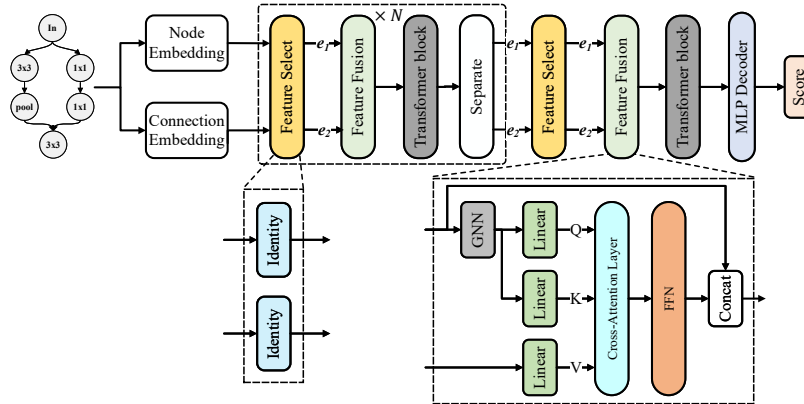 In
3x3
1x1
pool
1x1
3x3
Node
Embedding
Connection
Embedding
× N
Feature Select
e1
e2
Feature Fusion
Transformer block
Separate
e1
e2
Feature Select
e1
e2
Feature Fusion
Transformer block
MLP Decoder
Score
Identity
Identity
GNN
Linear
Q
Linear
K
Linear
V
Cross-Attention Layer
FFN
Concat